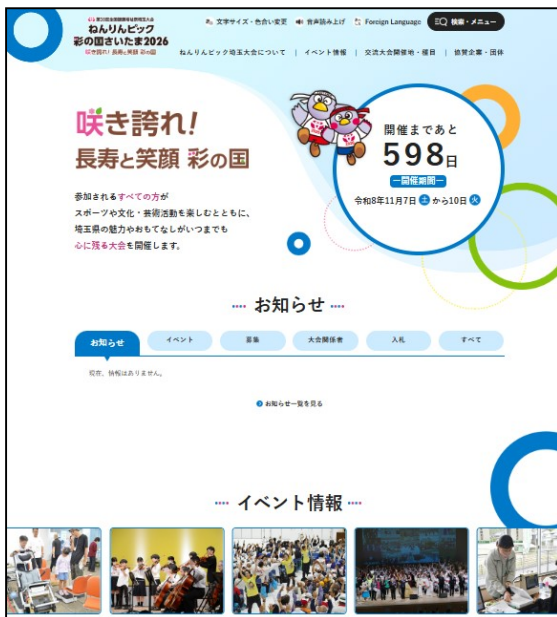 第38回全国健康福祉祭埼玉大会
ねんりんピック
彩の国さいたま2026
咲き誇れ! 長寿と笑顔 彩の国
文字サイズ・色合い変更
音声読み上げ
Foreign Language
検索・メニュー
ねんりんピック埼玉大会について | イベント情報 | 交流大会開催地・種目 | 協賛企業・団体
咲き誇れ!
長寿と笑顔 彩の国
参加されるすべての方が
スポーツや文化・芸術活動を楽しむとともに、
埼玉県の魅力やおもてなしがいつまでも
心に残る大会を開催します。
開催まであと
598日
開催期間
令和8年11月7日 土 から10日 火
お知らせ
お知らせ
イベント
募集
大会関係者
入札
すべて
現在、情報はありません。
お知らせ一覧を見る
イベント情報